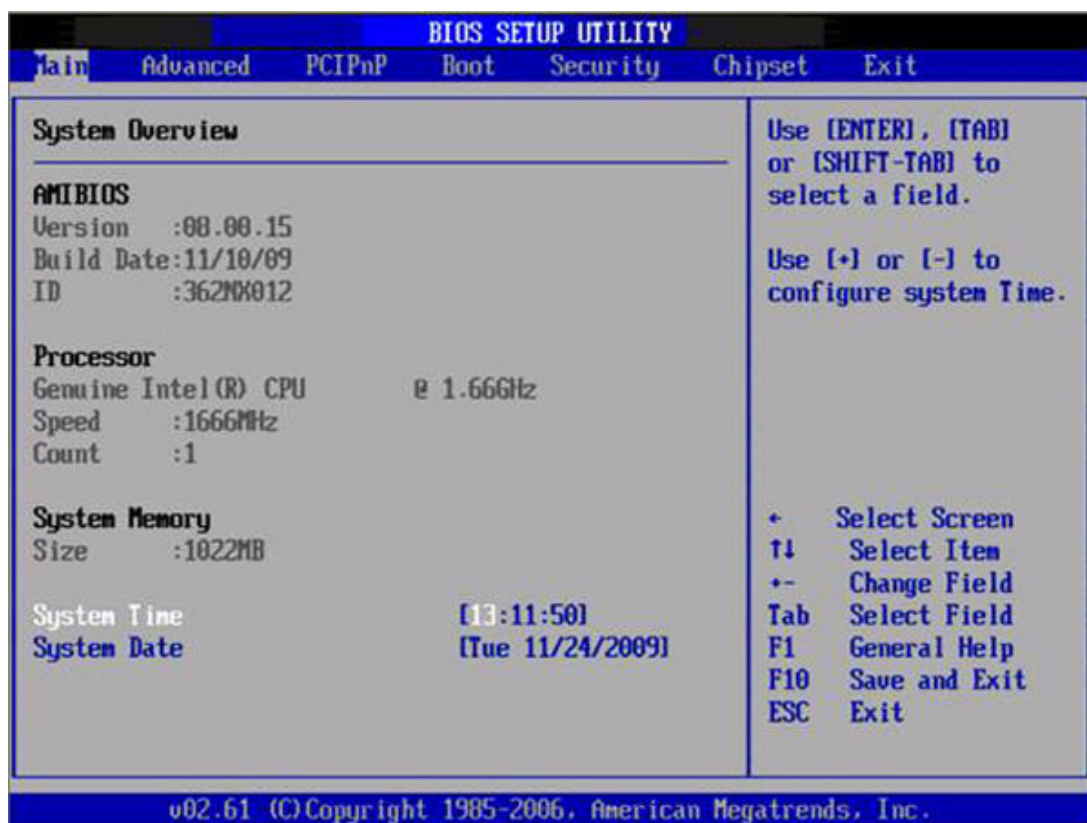 BIOS SETUP UTILITY
Main Advanced PCIPnP Boot Security Chipset Exit
System Overview
AMIBIOS
Version :08.00.15
Build Date:11/10/09
ID :362NX012
Processor
Genuine Intel(R) CPU @ 1.66GHz
Speed :1666MHz
Count :1
System Memory
Size :1022MB
System Time [13:11:50]
System Date [Tue 11/24/2009]
Use [ENTER], [TAB]
or [SHIFT-TAB] to
select a field.
Use [+] or [-] to
configure system Time.
← Select Screen
↑↓ Select Item
+- Change Field
Tab Select Field
F1 General Help
F10 Save and Exit
ESC Exit
v02.61 (C)Copyright 1985-2006, American Megatrends, Inc.